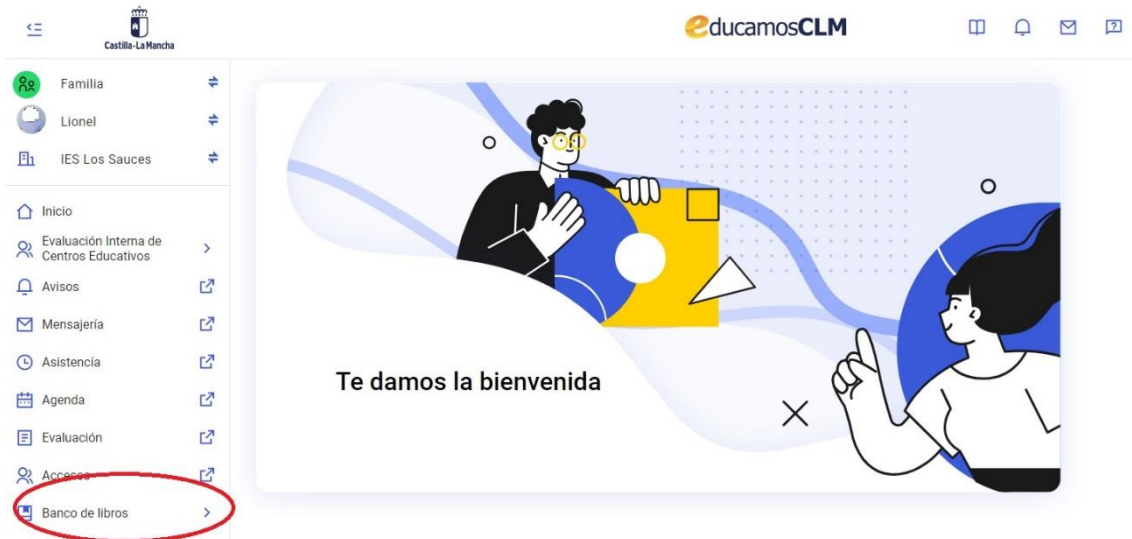 Castilla-La Mancha
educamosCLM
Familia
Lionel
IES Los Sauces
Inicio
Evaluación Interna de
Centros Educativos
Avisos
Mensajería
Asistencia
Agenda
Evaluación
Accesos
Banco de libros
Te damos la bienvenida